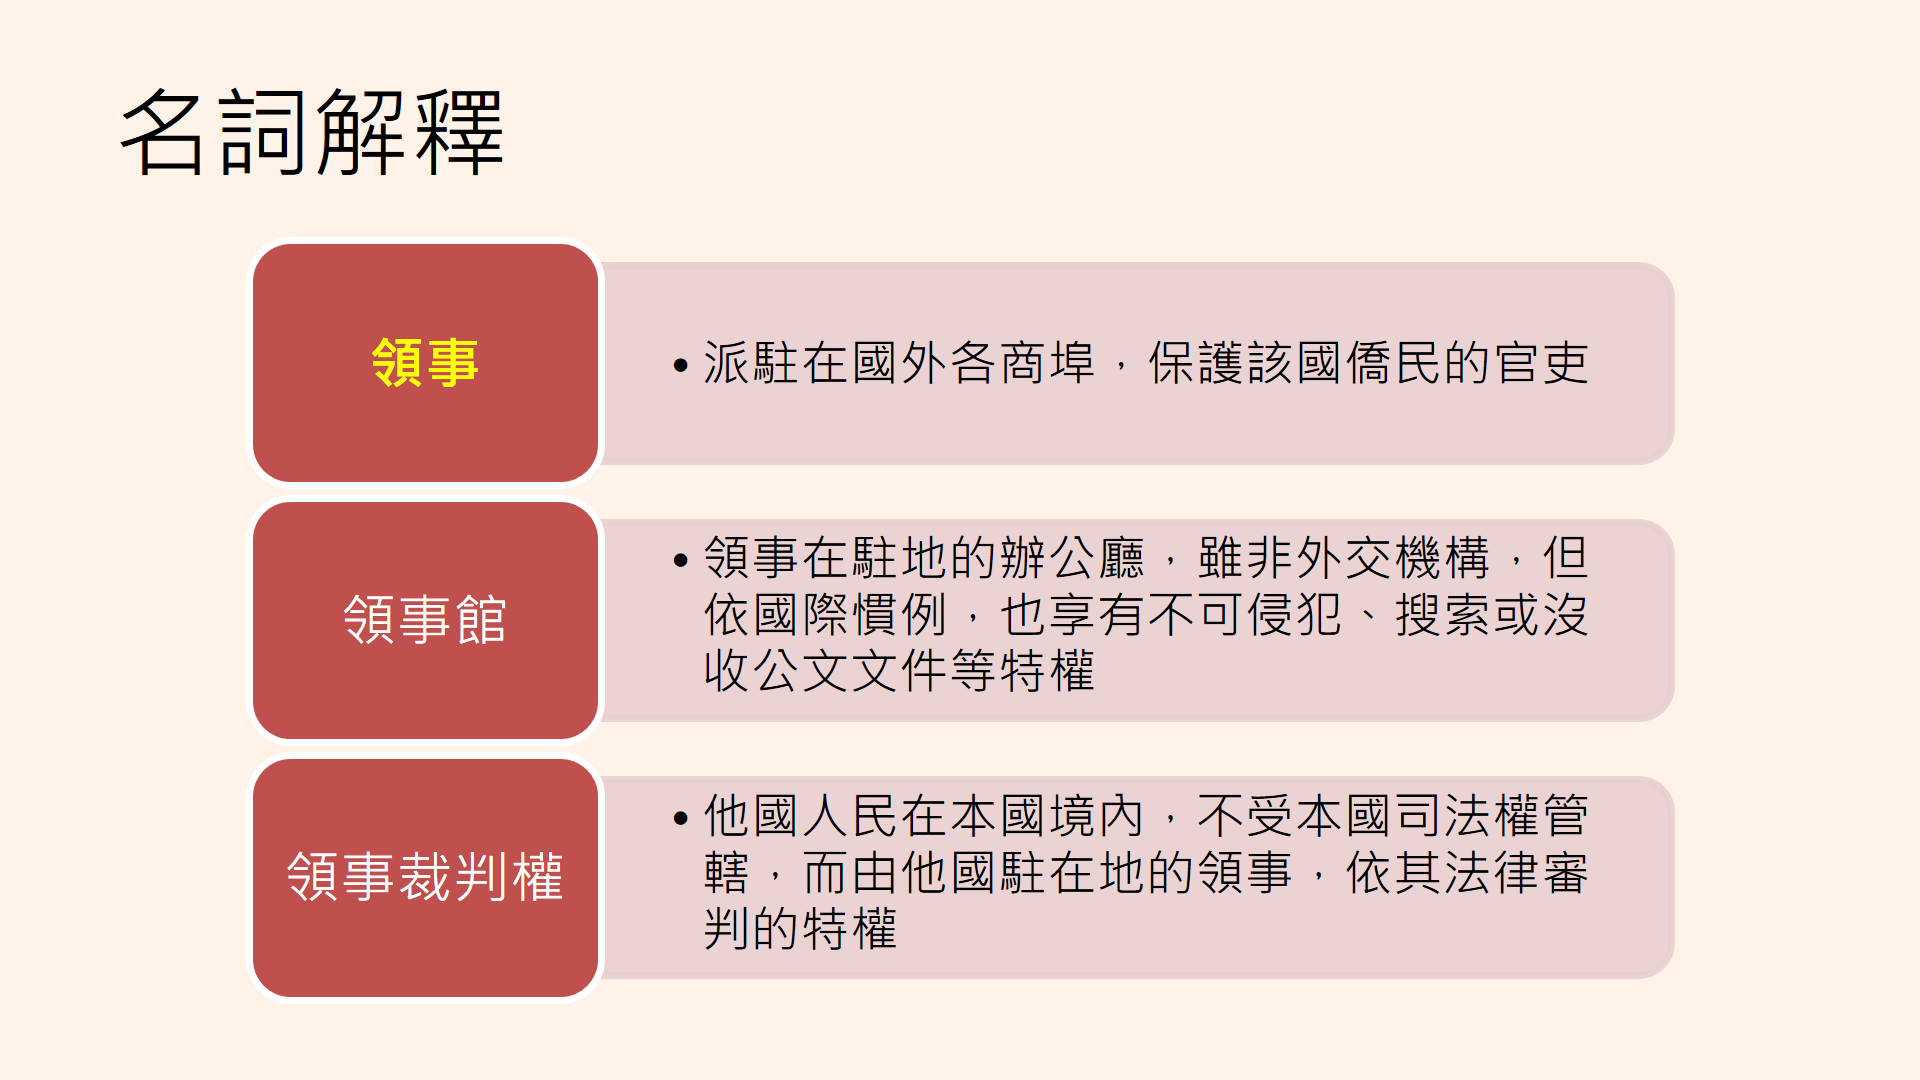 名詞解釋
領事
•派駐在國外各商埠，保護該國僑民的官吏
領事館
•領事在駐地的辦公廳，雖非外交機構，但
依國際慣例，也享有不可侵犯、搜索或沒
收公文文件等特權
領事裁判權
•他國人民在本國境內，不受本國司法權管
轄，而由他國駐在地的領事，依其法律審
判的特權